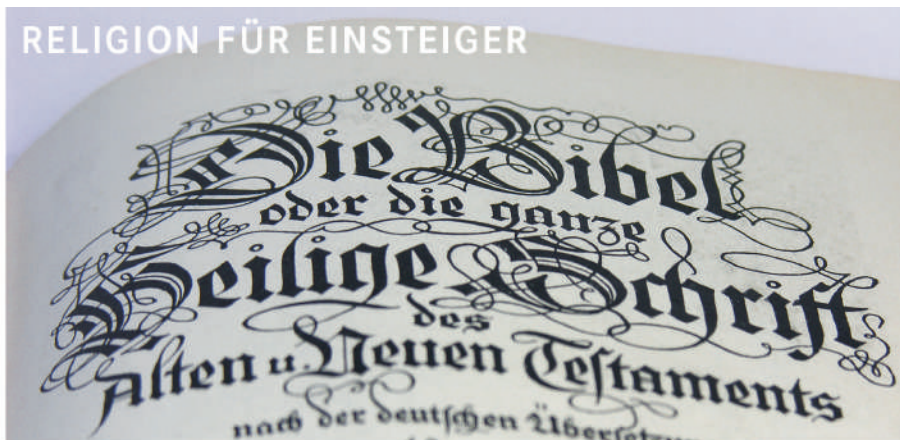 RELIGION FÜR EINSTEIGER
Die Bibel
oder die ganze
Heilige Schrift
des
Alten u. Neuen Testaments
nach der deutschen